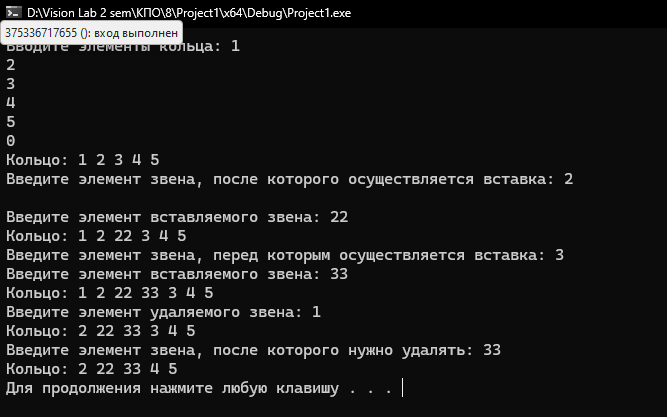 D:\Vision Lab 2 sem\КПО\8\Project1\x64\Debug\Project1.exe
375336717655 (): вход выполнен
Вводите элементы кольца: 1
2
3
4
5
0
Кольцо: 1 2 3 4 5
Введите элемент звена, после которого осуществляется вставка: 2
Введите элемент вставляемого звена: 22
Кольцо: 1 2 22 3 4 5
Введите элемент звена, перед которым осуществляется вставка: 3
Введите элемент вставляемого звена: 33
Кольцо: 1 2 22 33 3 4 5
Введите элемент удаляемого звена: 1
Кольцо: 2 22 33 3 4 5
Введите элемент звена, после которого нужно удалять: 33
Кольцо: 2 22 33 4 5
Для продолжения нажмите любую клавишу . . .